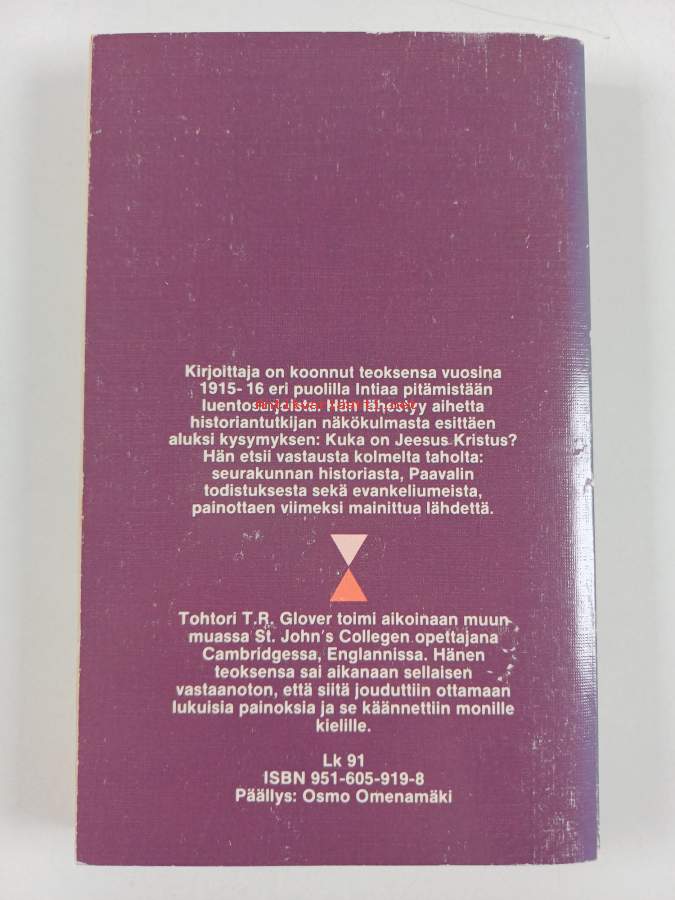 Kirjoittaja on koonnut teoksensa vuosina
1915-16 eri puolilla Intiaa pitämistään
luentosarjoista. Hän lähestyy aihetta
historiantutkijan näkökulmasta esittäen
aluksi kysymyksen: Kuka on Jeesus Kristus?
Hän etsii vastausta kolmelta taholta:
seurakunnan historiasta, Paavalin
todistuksesta sekä evankeliumeista,
painottaen viimeksi mainittua lähdettä.
Tohtori T.R. Glover toimi aikoinaan muun
muassa St. John's Collegen opettajana
Cambridgessa, Englannissa. Hänen
teoksensa sai aikanaan sellaisen
vastaanoton, että siitä jouduttiin ottamaan
lukuisia painoksia ja se käännettiin monille
kielille.
Lk 91
ISBN 951-605-919-8
Päällys: Osmo Omenamäki